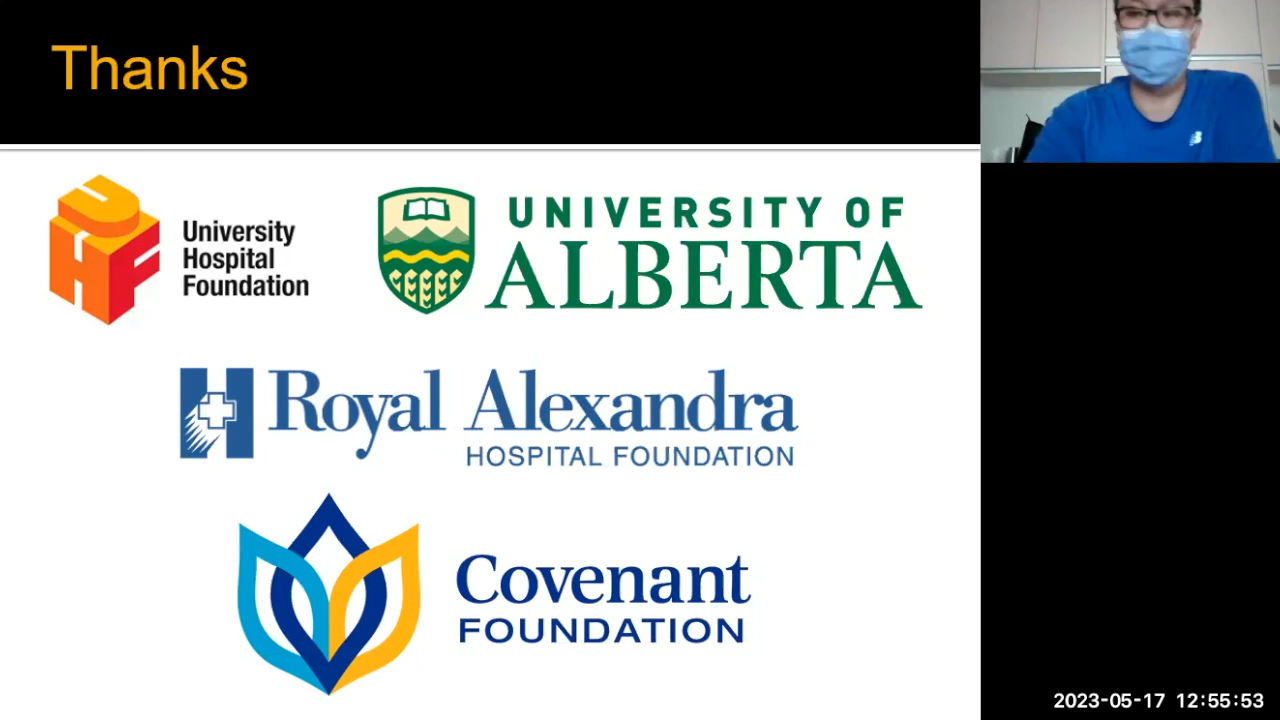 Thanks
UHF
University
Hospital
Foundation
UNIVERSITY OF
ALBERTA
H
Royal Alexandra
HOSPITAL FOUNDATION
Covenant
FOUNDATION
2023-05-17 12:55:53